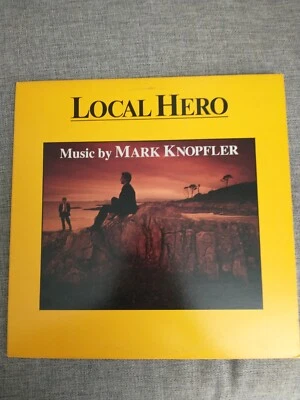 LOCAL HERO
Music by MARK KNOPFLER